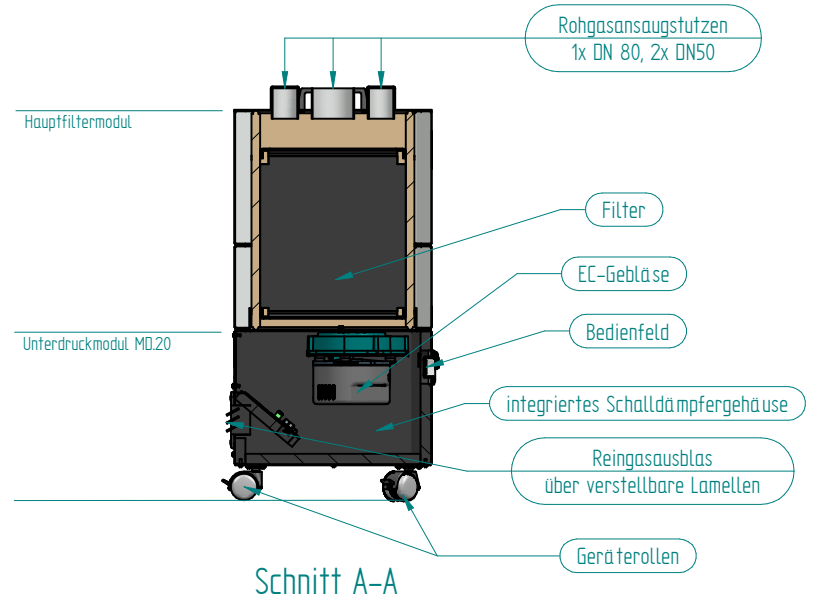 Rohgasansaugstutzen
1x DN 80, 2x DN50
Hauptfiltermodul
Filter
EC-Gebläse
Bedienfeld
Unterdruckmodul MD.20
integriertes Schalldämpfergehäuse
Reingasausblas
über verstellbare Lamellen
Geräterollen
Schnitt A-A